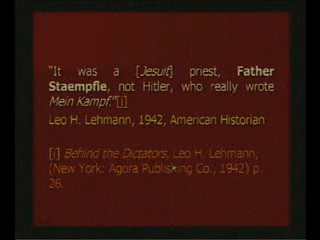 “It was a [Jesuit] priest, Father
Staempfle, not Hitler, who really wrote
Mein Kampf.”[i]
Leo H. Lehmann, 1942, American Historian
[i] Behind the Dictators, Leo H. Lehmann,
(New York: Agora Publishing Co., 1942) p.
26.